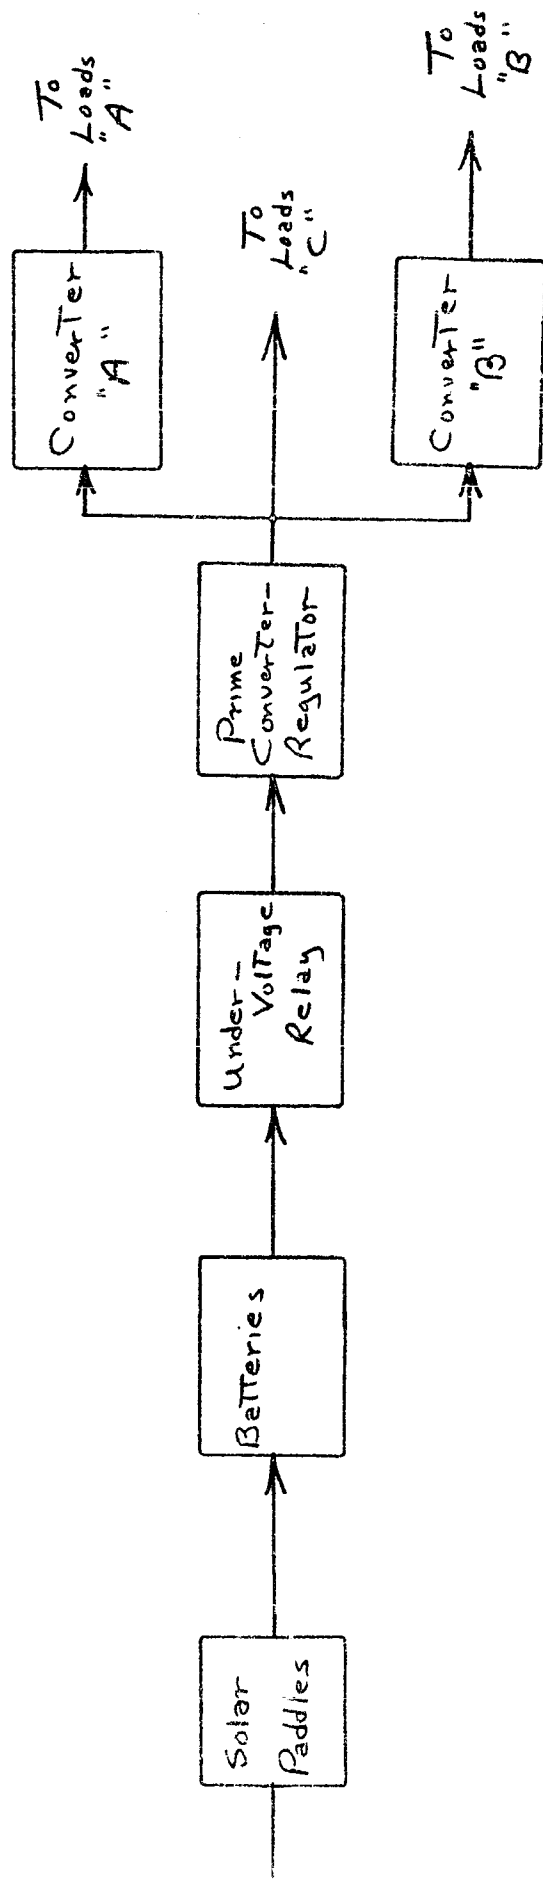 Solar
Paddles
Batteries
Under-
Voltage
Relay
Prime
Converter-
Regulator
Converter
"A"
To
Loads
"A"
To
Loads
"C"
Converter
"B"
To
Loads
"B"